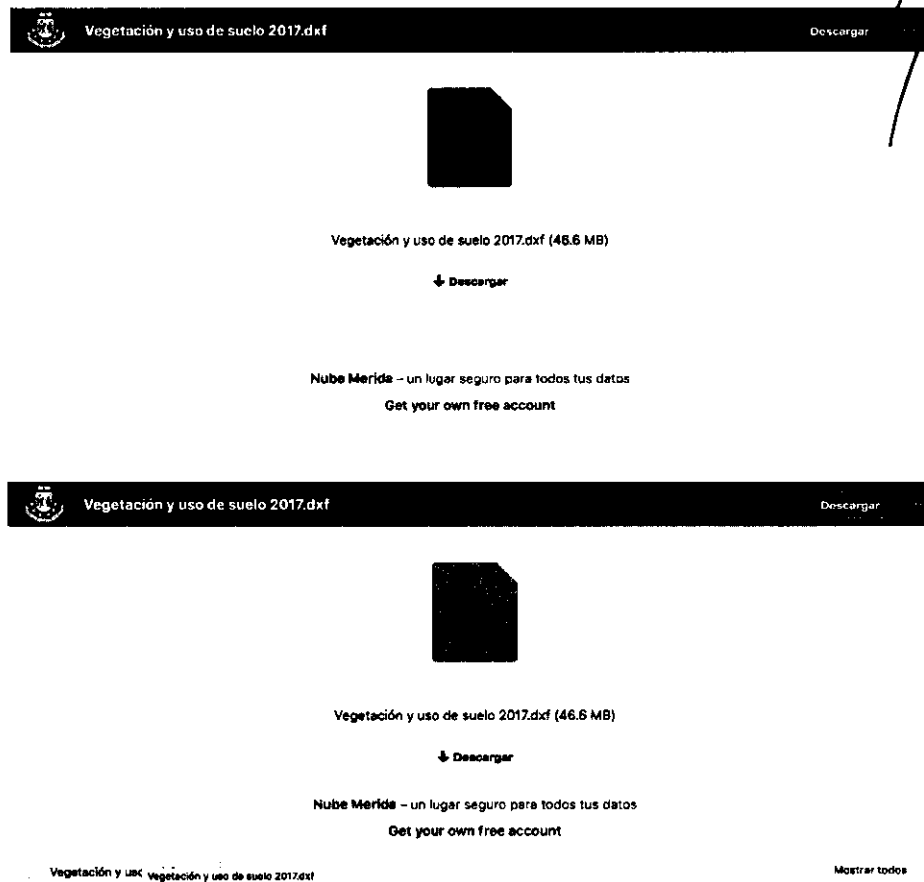 Vegetación y uso de suelo 2017.dxf Descargar
Vegetación y uso de suelo 2017.dxf (46.6 MB)
Descargar
Nube Merida – un lugar seguro para todos tus datos
Get your own free account
Vegetación y uso de suelo 2017.dxf Descargar
Vegetación y uso de suelo 2017.dxf (46.6 MB)
Descargar
Nube Merida – un lugar seguro para todos tus datos
Get your own free account
Vegetación y usc Vegetación y uso de suelo 2017.dxf Mostrar todos